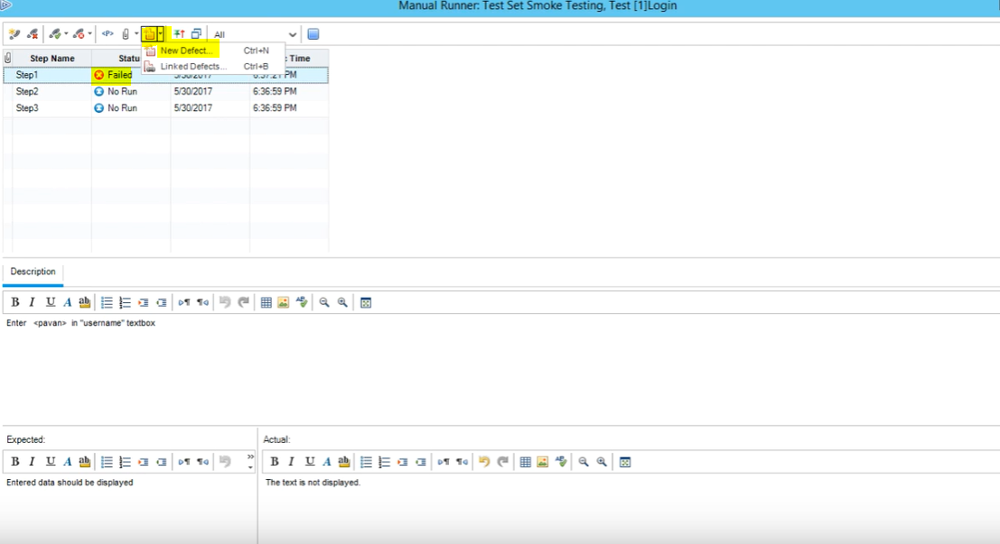 Manual Runner: Test Set Smoke Testing, Test [1]Login
<P> All
New Defect... Ctrl+N
Linked Defects... Ctrl+B
Step Name Statu : Time
Step1 Failed 5/30/2017 6:37:21 PM
Step2 No Run 5/30/2017 6:36:59 PM
Step3 No Run 5/30/2017 6:36:59 PM
Description
B I U A ab
Enter <pavan> in "username" textbox
Expected: Actual:
B I U A ab B I U A ab
Entered data should be displayed The text is not displayed.